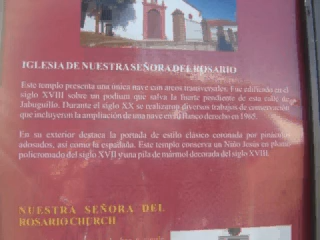 IGLESIA DE NUESTRA SEÑORA DEL ROSARIO
Este templo presenta una única nave con arcos transversales. Fue edificado en el
siglo XVIII sobre un podium que salva la fuerte pendiente de esta calle de
Jabuguillo. Durante el siglo XX se realizaron diversos trabajos de conservación
que incluyeron la ampliación de una nave en su flanco derecho en 1965.
En su exterior destaca la portada de estilo clásico coronada por pináculos
adosados, así como la espadaña. Este templo conserva un Niño Jesús en plomo
policromado del siglo XVII y una pila de mármol decorada del siglo XVIII.
NUESTRA SEÑORA DEL
ROSARIO CHURCH